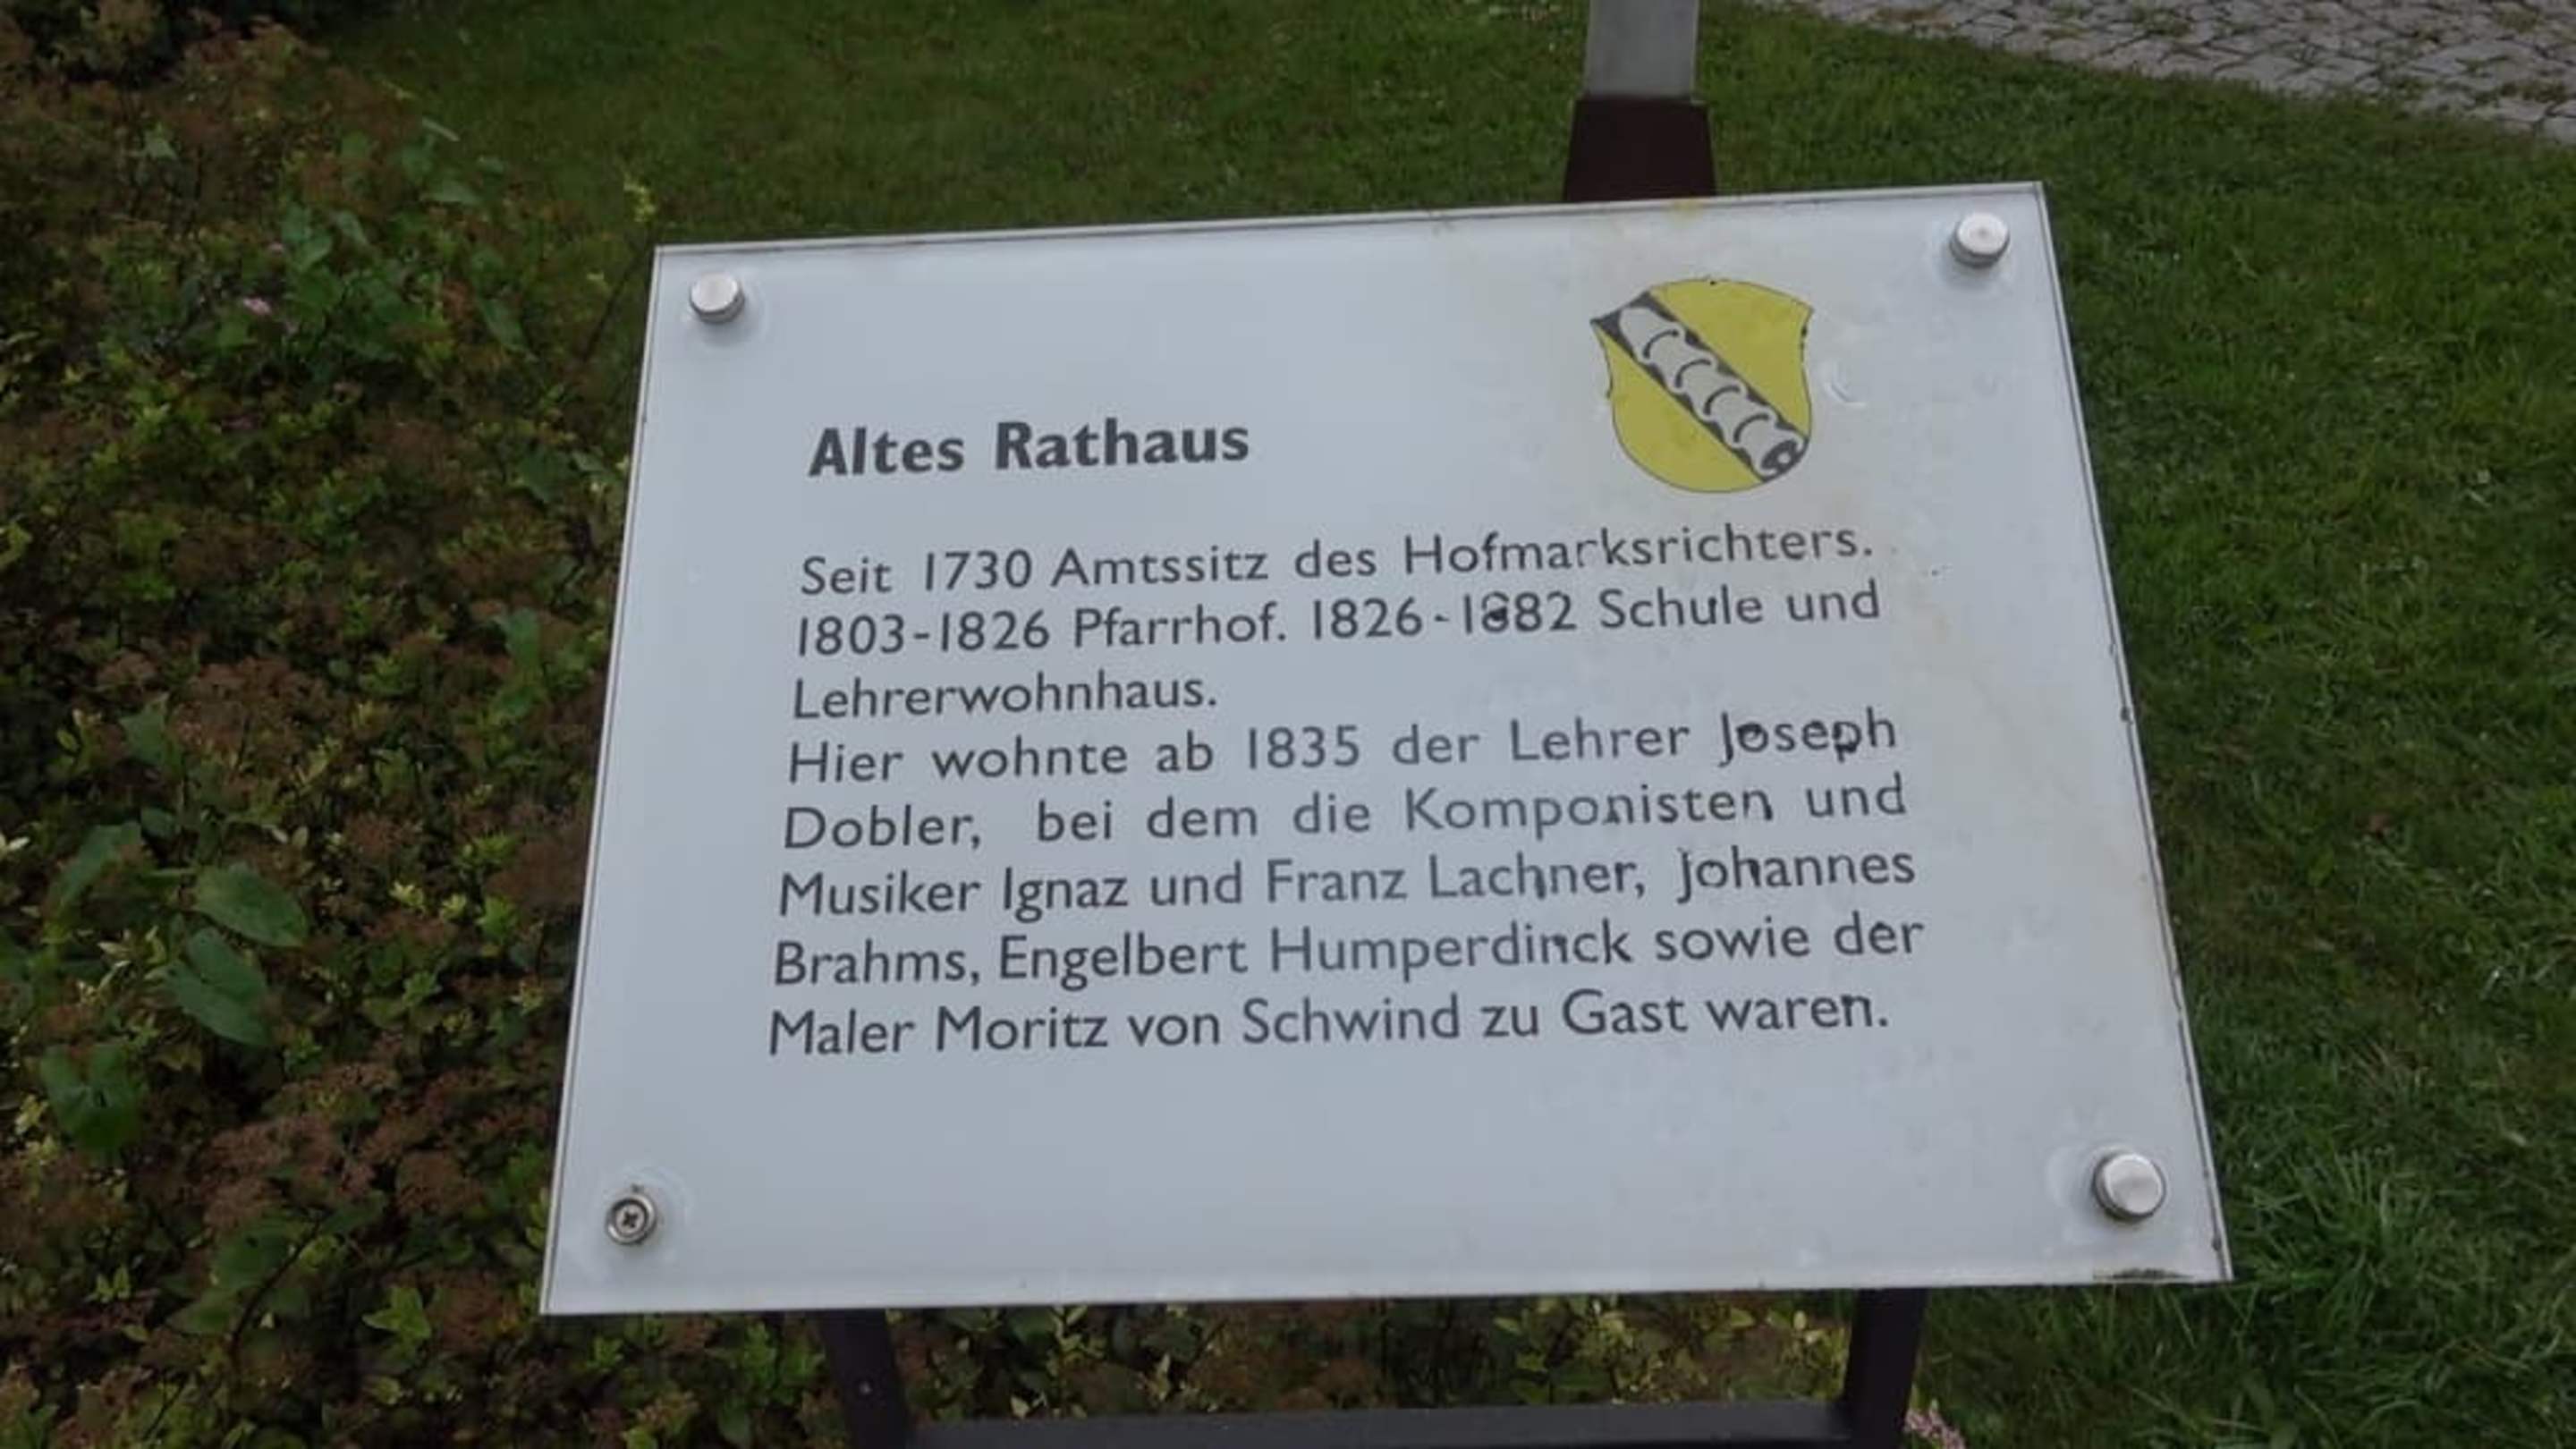 Altes Rathaus
Seit 1730 Amtssitz des Hofmarksrichters.
1803-1826 Pfarrhof. 1826-1882 Schule und
Lehrerwohnhaus.
Hier wohnte ab 1835 der Lehrer Joseph
Dobler, bei dem die Komponisten und
Musiker Ignaz und Franz Lachner, Johannes
Brahms, Engelbert Humperdinck sowie der
Maler Moritz von Schwind zu Gast waren.